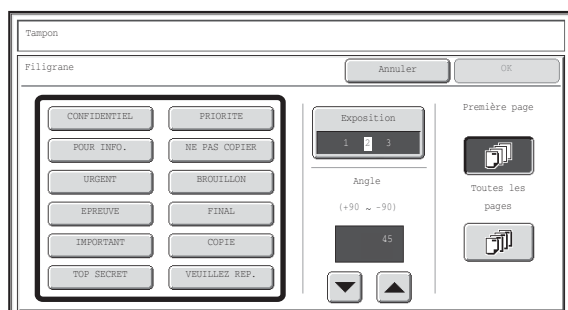 Tampon
Filigrane
Annuler
OK
CONFIDENTIEL
PRIORITE
POUR INFO.
NE PAS COPIER
URGENT
BROUILLON
EPREUVE
FINAL
IMPORTANT
COPIE
TOP SECRET
VEUILLEZ REP.
Exposition
1 2 3
Angle
(+90 ~ -90)
45
Première page
Toutes les
pages